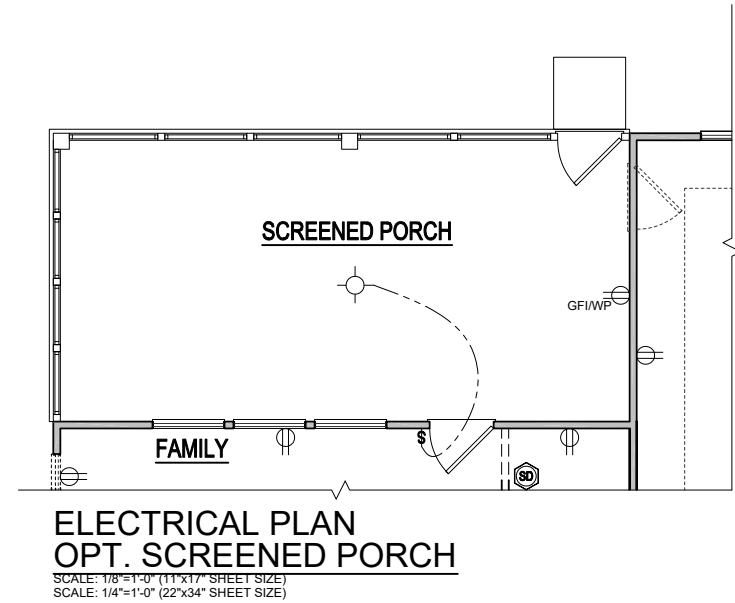 SCREENED PORCH
GFI/WP
FAMILY
$
SD
ELECTRICAL PLAN
OPT. SCREENED PORCH
SCALE: 1/8"=1'-0" (11"x17" SHEET SIZE)
SCALE: 1/4"=1'-0" (22"x34" SHEET SIZE)